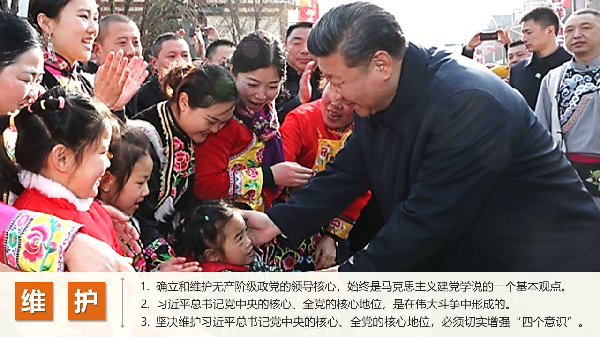 维 护
1. 确立和维护无产阶级政党的领导核心，始终是马克思主义建党学说的一个基本观点。
2. 习近平总书记党中央的核心、全党的核心地位，是在伟大斗争中形成的。
3. 坚决维护习近平总书记党中央的核心、全党的核心地位，必须切实增强“四个意识”。